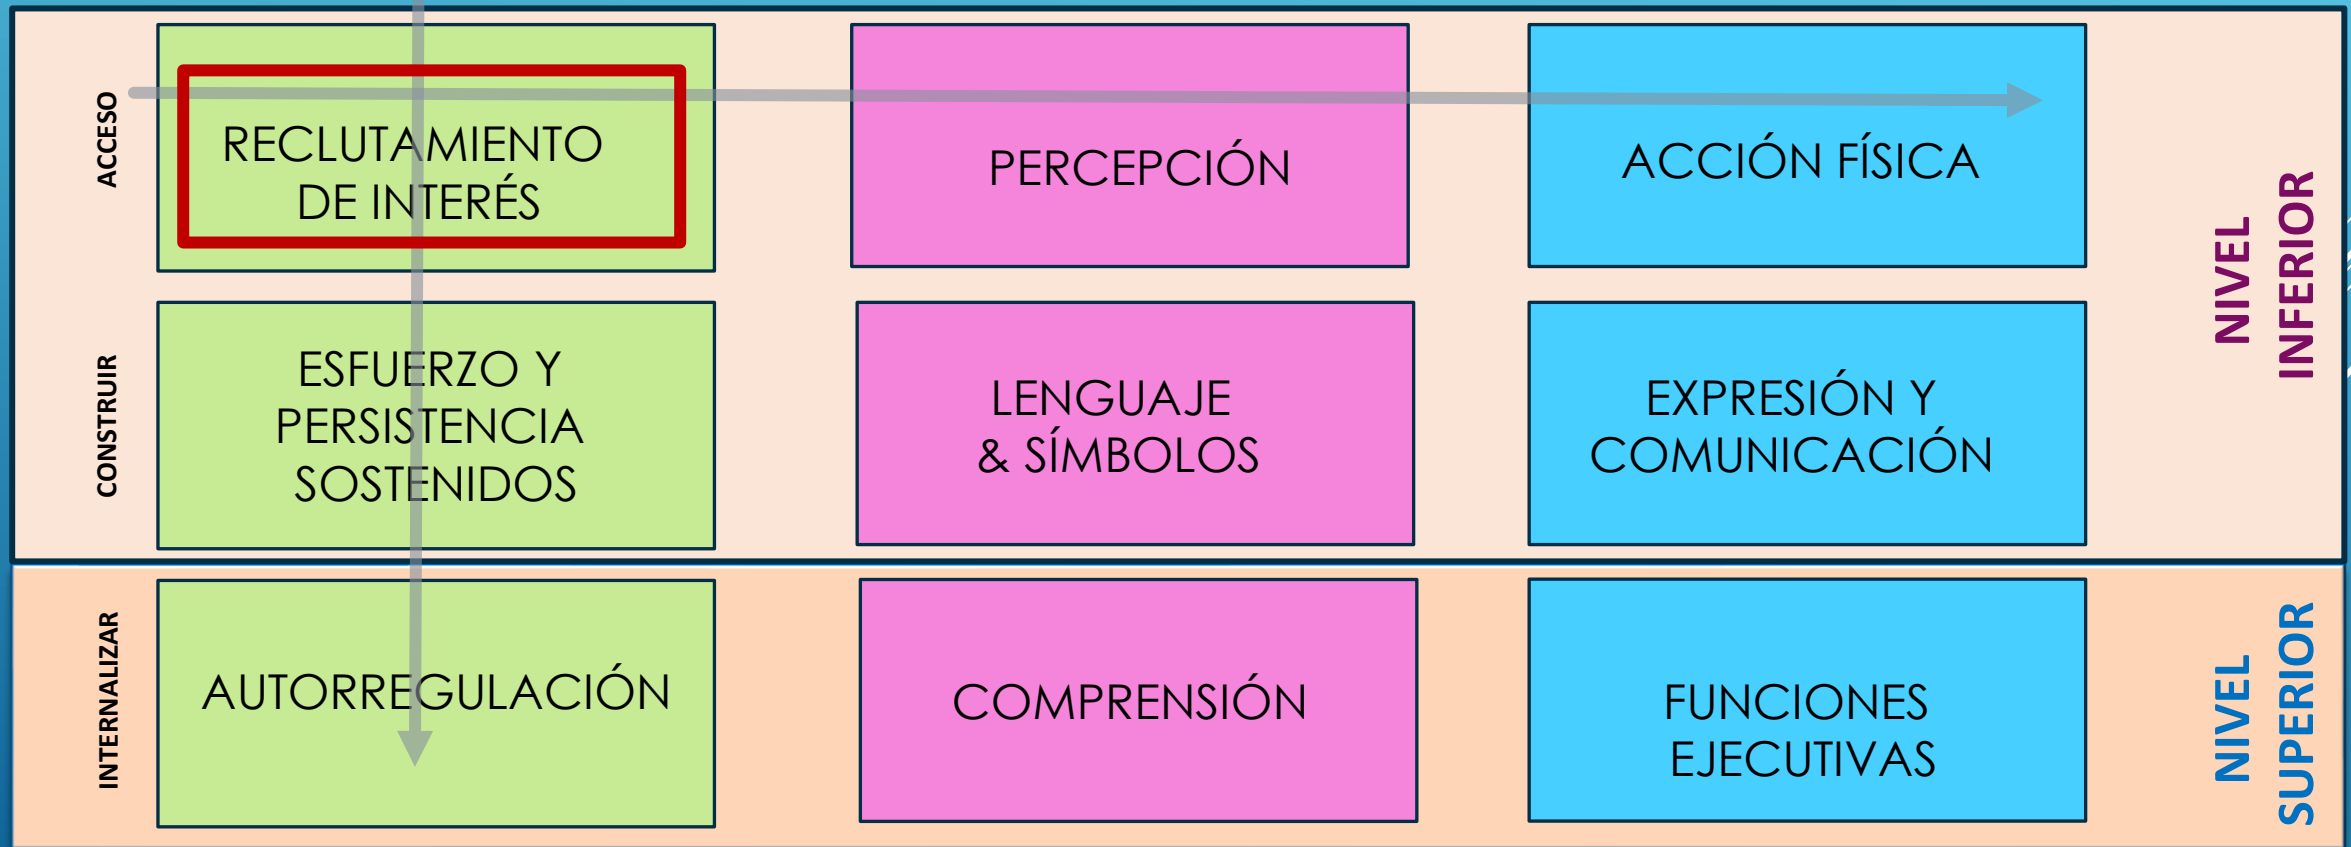 ACCESO
RECLUTAMIENTO
DE INTERÉS
PERCEPCIÓN
ACCIÓN FÍSICA
NIVEL
INFERIOR
CONSTRUIR
ESFUERZO Y
PERSISTENCIA
SOSTENIDOS
LENGUAJE
& SÍMBOLOS
EXPRESIÓN Y
COMUNICACIÓN
INTERNALIZAR
AUTORREGULACIÓN
COMPRENSIÓN
FUNCIONES
EJECUTIVAS
NIVEL
SUPERIOR